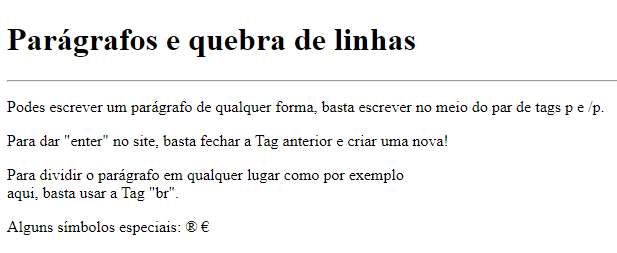 Parágrafos e quebra de linhas
Podes escrever um parágrafo de qualquer forma, basta escrever no meio do par de tags p e /p.
Para dar "enter" no site, basta fechar a Tag anterior e criar uma nova!
Para dividir o parágrafo em qualquer lugar como por exemplo
aqui, basta usar a Tag "br".
Alguns símbolos especiais: ® €